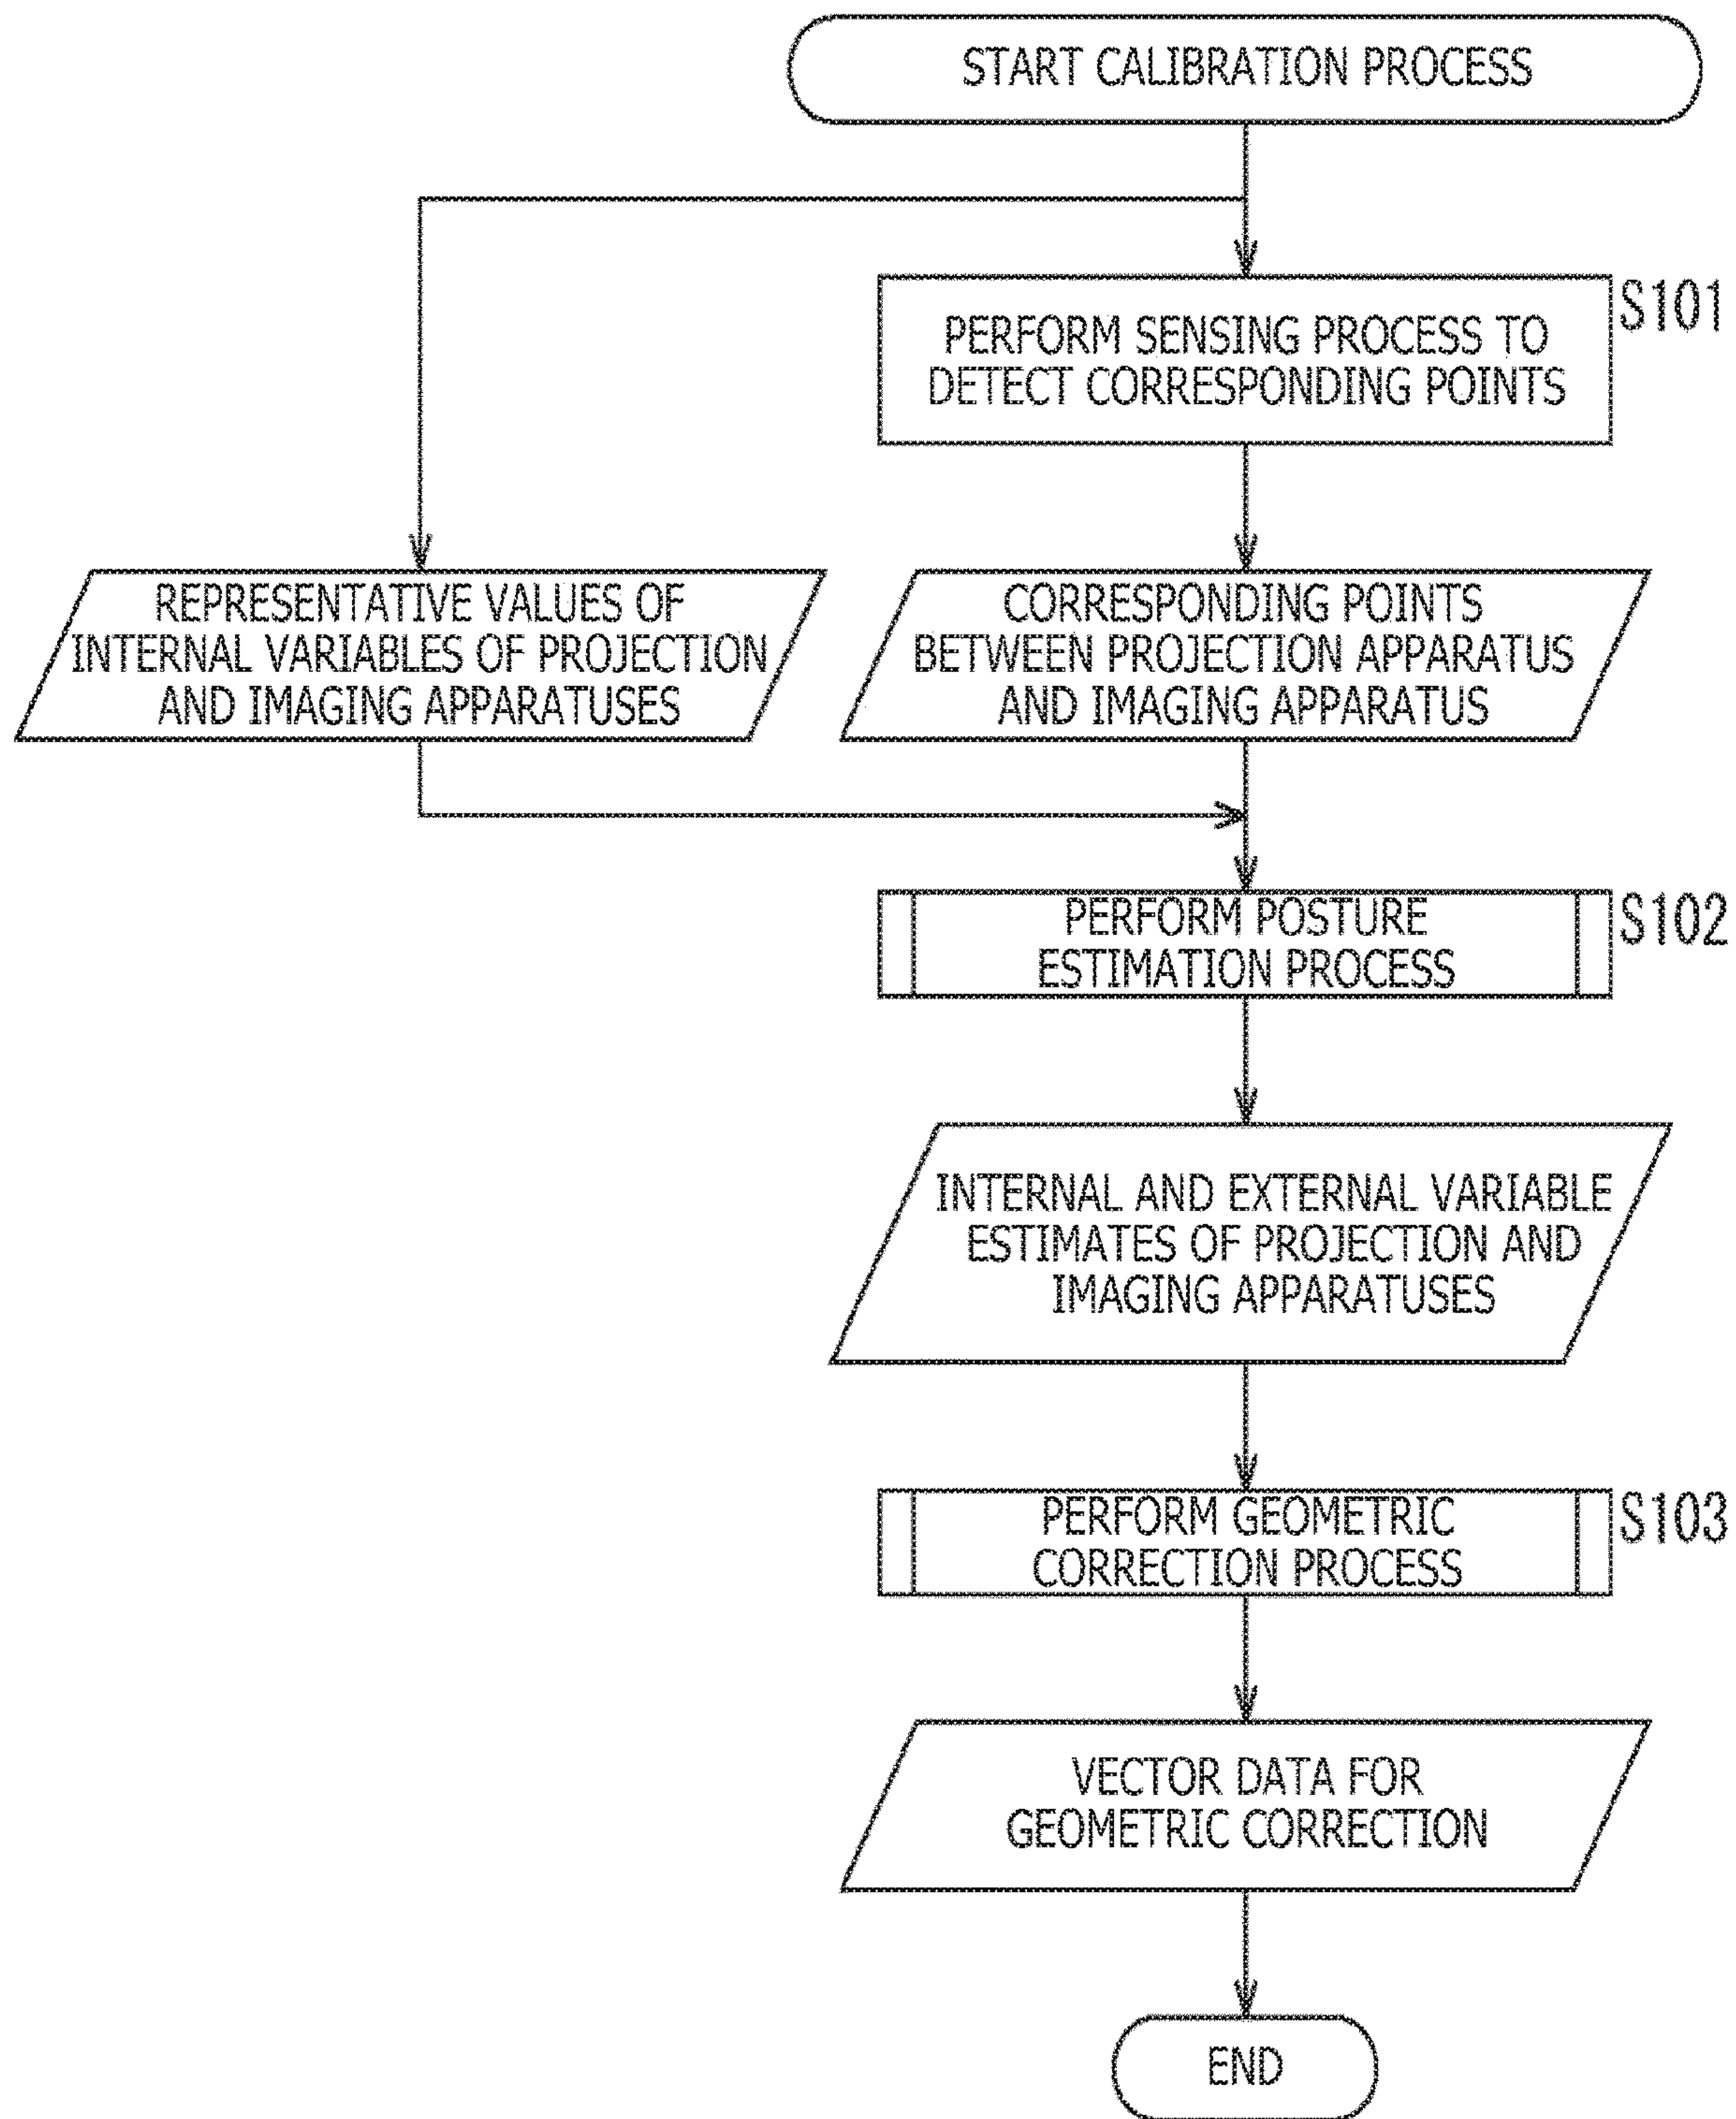 START CALIBRATION PROCESS
S101
PERFORM SENSING PROCESS TO
DETECT CORRESPONDING POINTS
REPRESENTATIVE VALUES OF
INTERNAL VARIABLES OF PROJECTION
AND IMAGING APPARATUSES
CORRESPONDING POINTS
BETWEEN PROJECTION APPARATUS
AND IMAGING APPARATUS
S102
PERFORM POSTURE
ESTIMATION PROCESS
INTERNAL AND EXTERNAL VARIABLE
ESTIMATES OF PROJECTION AND
IMAGING APPARATUSES
S103
PERFORM GEOMETRIC
CORRECTION PROCESS
VECTOR DATA FOR
GEOMETRIC CORRECTION
END